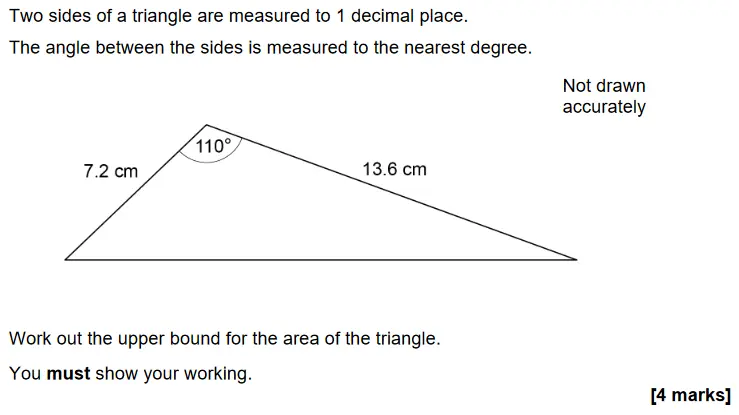 Two sides of a triangle are measured to 1 decimal place.
The angle between the sides is measured to the nearest degree.
Not drawn
accurately
110°
7.2 cm
13.6 cm
Work out the upper bound for the area of the triangle.
You must show your working.
[4 marks]